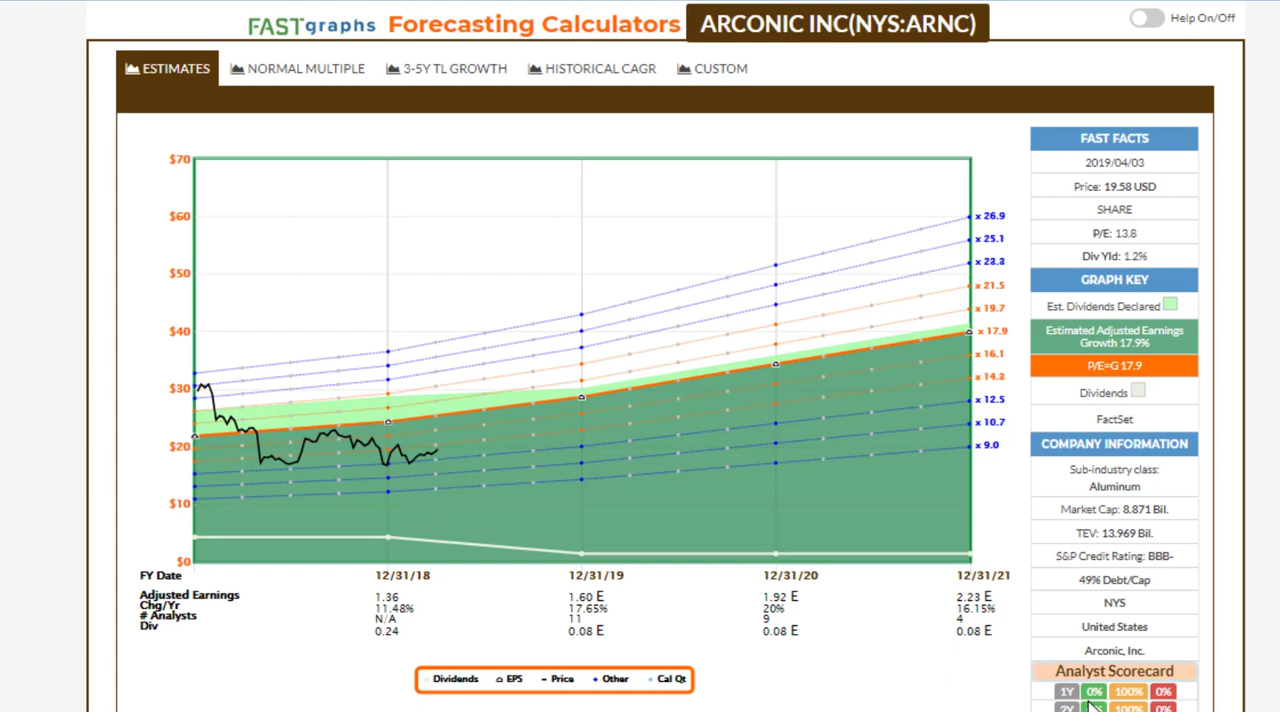 FASTgraphs Forecasting Calculators ARCONIC INC(NYS:ARNC) Help On/Off
ESTIMATES NORMAL MULTIPLE 3-5Y TL GROWTH HISTORICAL CAGR CUSTOM
$70
$60
$50
$40
$30
$20
$10
$0
x 26.9
x 25.1
x 23.3
x 21.5
x 19.7
x 17.9
x 16.1
x 14.3
x 12.5
x 10.7
x 9.0
FY Date 12/31/18 12/31/19 12/31/20 12/31/21
Adjusted Earnings 1.36 1.60 E 1.92 E 2.23 E
Chg/Yr 11.48% 17.65% 20% 16.15%
# Analysts N/A 11 9 4
Div 0.24 0.08 E 0.08 E 0.08 E
Dividends EPS Price Other Cal Qt
FAST FACTS
2019/04/03
Price: 19.58 USD
SHARE
P/E: 13.8
Div Yld: 1.2%
GRAPH KEY
Est. Dividends Declared
Estimated Adjusted Earnings
Growth 17.9%
P/E=G 17.9
Dividends
FactSet
COMPANY INFORMATION
Sub-industry class:
Aluminum
Market Cap: 8.871 Bil.
TEV: 13.969 Bil.
S&P Credit Rating: BBB-
49% Debt/Cap
NYS
United States
Arconic, Inc.
Analyst Scorecard
1Y 0% 100% 0%
2Y 100% 0%